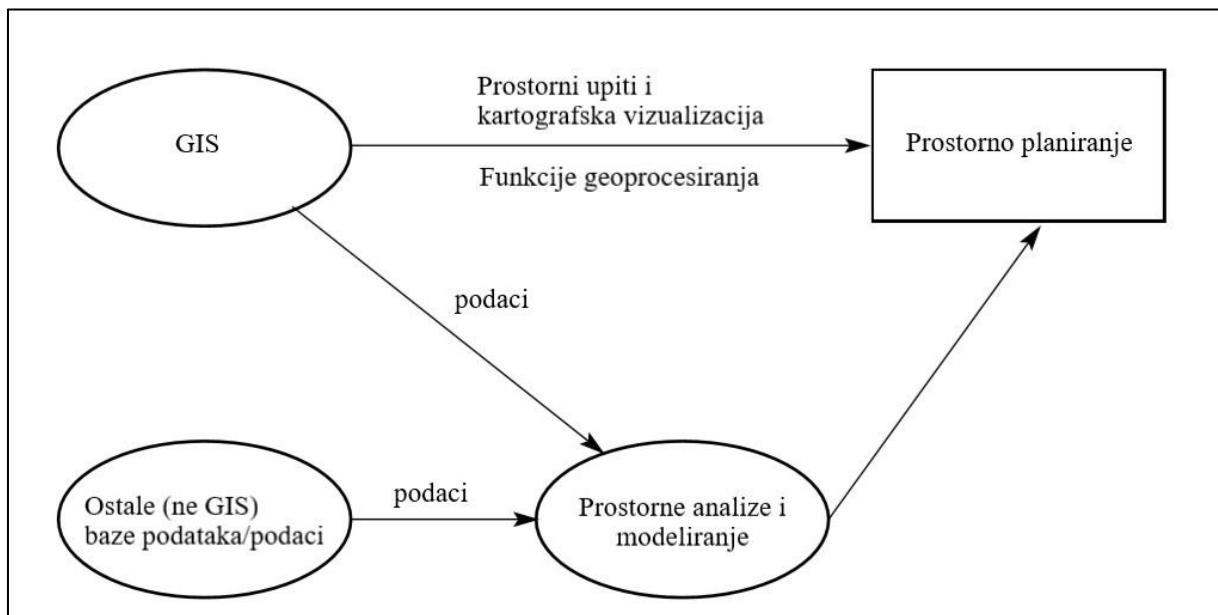 GIS
Prostorni upiti i
kartografska vizualizacija
Funkcije geoprocesiranja
Prostorno planiranje
podaci
Ostale (ne GIS)
baze podataka/podaci
podaci
Prostorne analize i
modeliranje